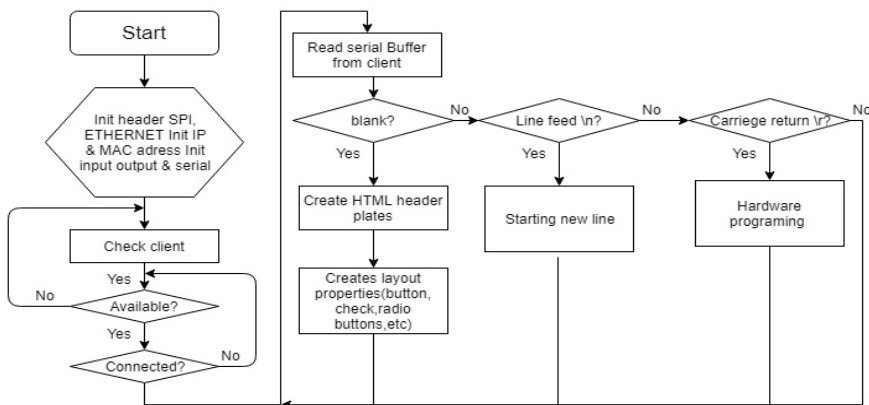 Start
Init header SPI,
ETHERNET Init IP
& MAC adress Init
input output & serial
Check client
Yes
No
Available?
Yes
Connected?
No
Read serial Buffer
from client
blank?
No
Yes
Create HTML header
plates
Creates layout
properties(button,
check,radio
buttons,etc)
Line feed \n?
No
Yes
Starting new line
Carriege return \r?
No
Yes
Hardware
programing